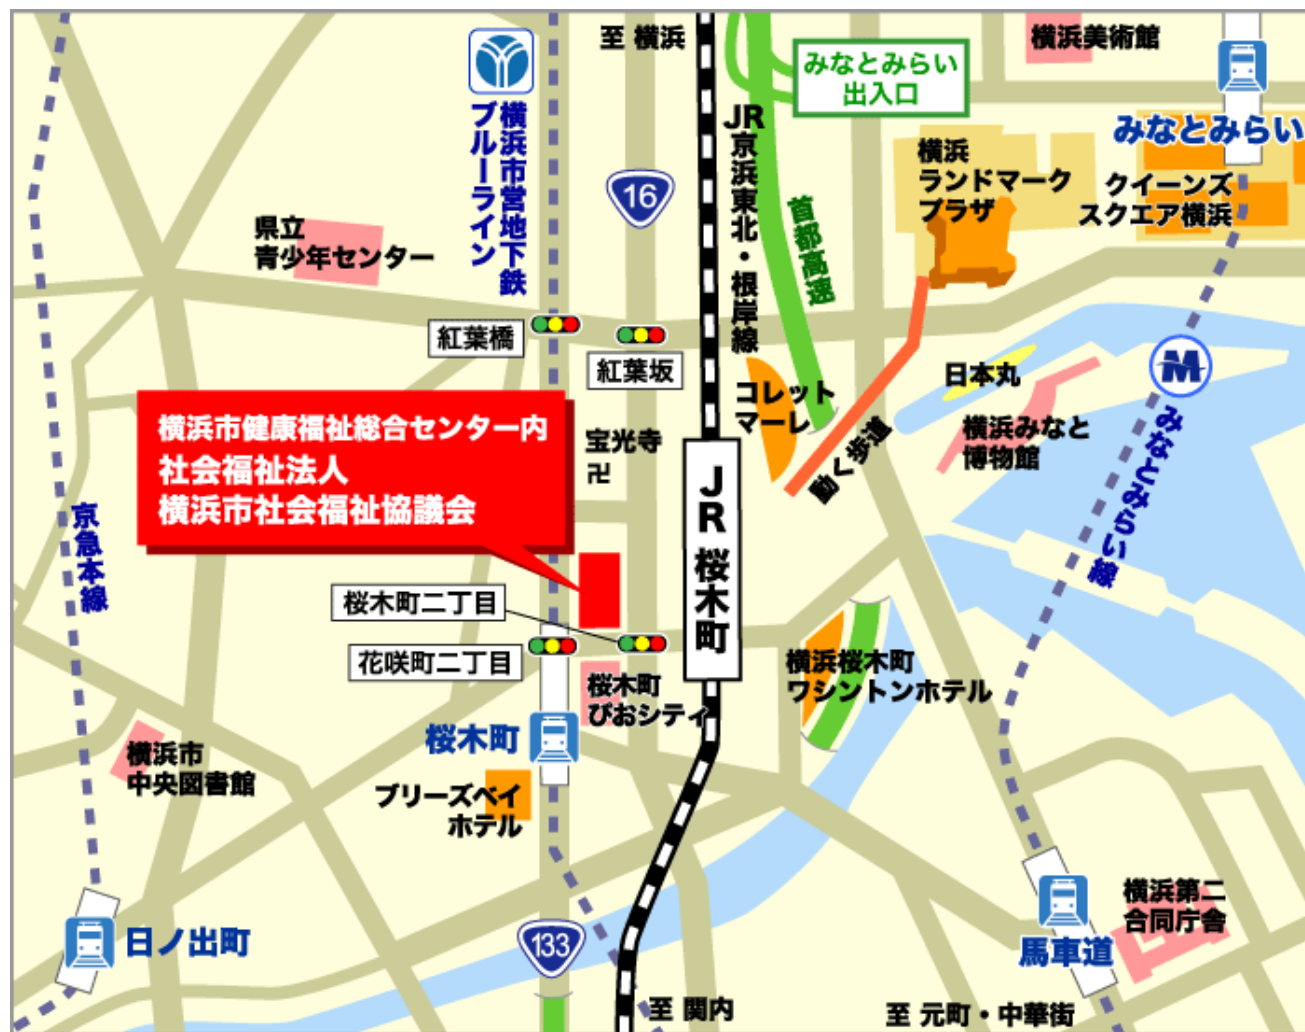 至 横浜
横浜美術館
みなとみらい
出入口
みなとみらい
横浜市営地下鉄
ブルーライン
JR京浜東北・根岸線
16
首都高速
横浜
ランドマーク
プラザ
クイーンズ
スクエア横浜
県立
青少年センター
紅葉橋
紅葉坂
コレット
マーレ
日本丸
横浜みなと
博物館
動く歩道
みなとみらい線
横浜市健康福祉総合センター内
社会福祉法人
横浜市社会福祉協議会
宝光寺
卍
JR 桜木町
京急本線
桜木町二丁目
花咲町二丁目
桜木町
ぴおシティ
横浜桜木町
ワシントンホテル
桜木町
横浜市
中央図書館
ブリーズベイ
ホテル
日ノ出町
133
馬車道
横浜第二
合同庁舎
至 関内
至 元町・中華街